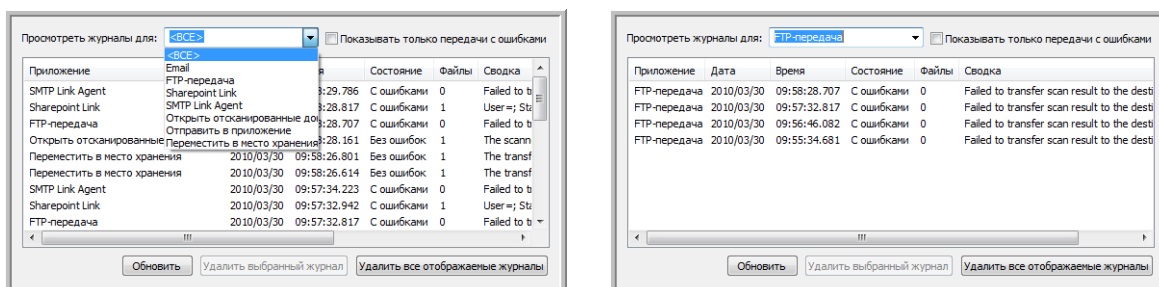 Просмотреть журналы для: <ВСЕ> Показывать только передачи с ошибками
<ВСЕ>
Email
FTP-передача
Sharepoint Link
SMTP Link Agent
Открыть отсканированные
Отправить в приложение
Переместить в место хранения
Приложение Состояние Файлы Сводка
SMTP Link Agent :29.786 С ошибками 0 Failed to
Sharepoint Link :28.817 С ошибками 1 User=;
FTP-передача :28.707 С ошибками 0 Failed to
Открыть отсканированные :28.161 Без ошибок 1 The scann
Переместить в место хранения 2010/03/30 09:58:26.801 Без ошибок 1 The transf
Переместить в место хранения 2010/03/30 09:58:26.614 Без ошибок 1 The transf
SMTP Link Agent 2010/03/30 09:57:34.223 С ошибками 0 Failed to
Sharepoint Link 2010/03/30 09:57:32.942 С ошибками 1 User=;
FTP-передача 2010/03/30 09:57:32.817 С ошибками 0 Failed to
Обновить Удалить выбранный журнал Удалить все отображаемые журналы
Просмотреть журналы для: FTP-передача Показывать только передачи с ошибками
Приложение Дата Время Состояние Файлы Сводка
FTP-передача 2010/03/30 09:58:28.707 С ошибками 0 Failed to transfer scan result to the desti
FTP-передача 2010/03/30 09:57:32.817 С ошибками 0 Failed to transfer scan result to the desti
FTP-передача 2010/03/30 09:56:46.082 С ошибками 0 Failed to transfer scan result to the desti
FTP-передача 2010/03/30 09:55:34.681 С ошибками 0 Failed to transfer scan result to the desti
Обновить Удалить выбранный журнал Удалить все отображаемые журналы